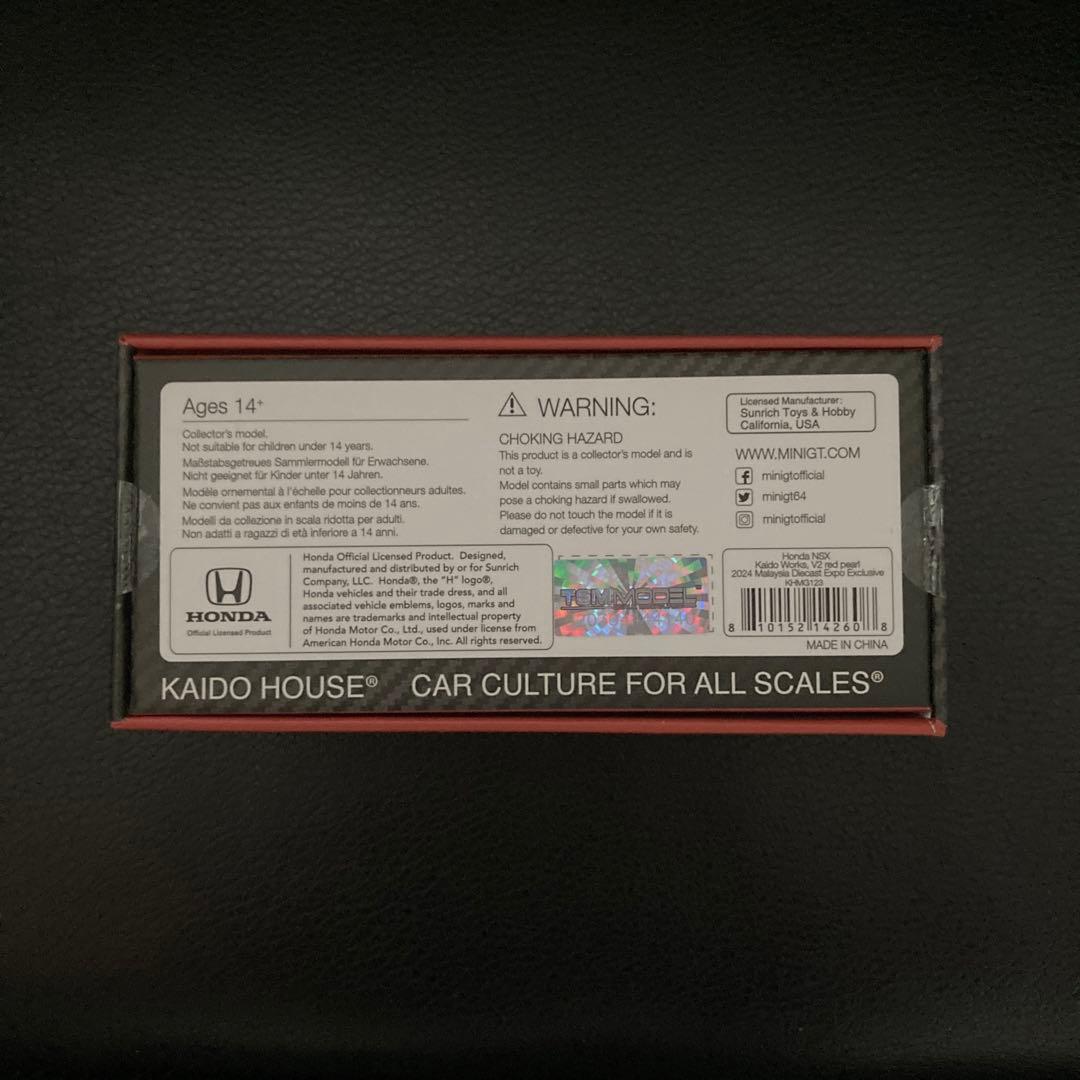 Ages 14+
Collector's model.
Not suitable for children under 14 years.
Maßstabsgetreues Sammlermodell für Erwachsene.
Nicht geeignet für Kinder unter 14 Jahren.
Modèle ornemental à l'échelle pour collectionneurs adultes.
Ne convient pas aux enfants de moins de 14 ans.
Modelli da collezione in scala ridotta per adulti.
Non adatti a ragazzi di età inferiore a 14 anni.
WARNING:
CHOKING HAZARD
This product is a collector's model and is
not a toy.
Model contains small parts which may
pose a choking hazard if swallowed.
Please do not touch the model if it is
damaged or defective for your own safety.
Licensed Manufacturer:
Sunrich Toys & Hobby
California, USA
WWW.MINIGT.COM
minigtofficial
minigt64
minigtofficial
HONDA
Official Licensed Product
Honda Official Licensed Product. Designed,
manufactured and distributed by or for Sunrich
Company, LLC. Honda®, the "H" logo®,
Honda vehicles and their trade dress, and all
associated vehicle emblems, logos, marks and
names are trademarks and intellectual property
of Honda Motor Co., Ltd., used under license from
American Honda Motor Co., Inc. All rights reserved.
TSM MODEL
Honda NSX
Kaido Works, V2 red pearl
2024 Malaysia Diecast Expo Exclusive
KHMG123
8 10152 14260 8
MADE IN CHINA
KAIDO HOUSE® CAR CULTURE FOR ALL SCALES®